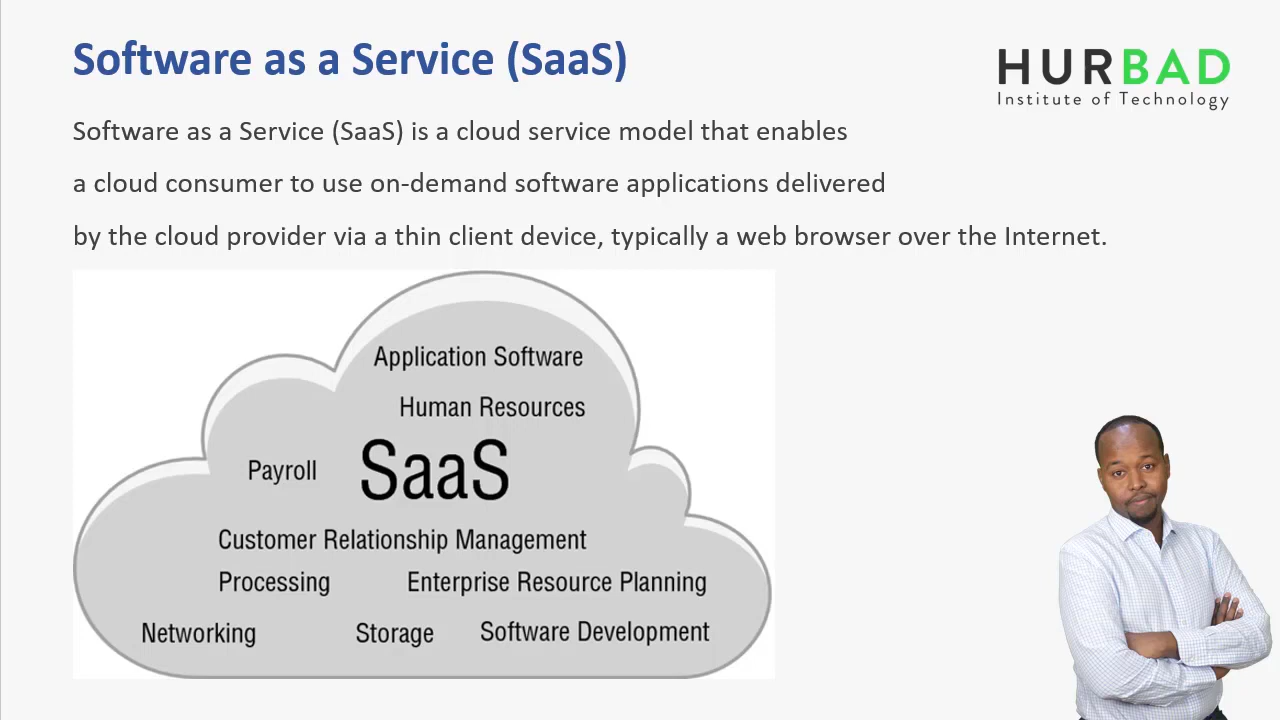 Software as a Service (SaaS)
HURBAD
Institute of Technology
Software as a Service (SaaS) is a cloud service model that enables
a cloud consumer to use on-demand software applications delivered
by the cloud provider via a thin client device, typically a web browser over the Internet.
Application Software
Human Resources
Payroll SaaS
Customer Relationship Management
Processing Enterprise Resource Planning
Networking Storage Software Development